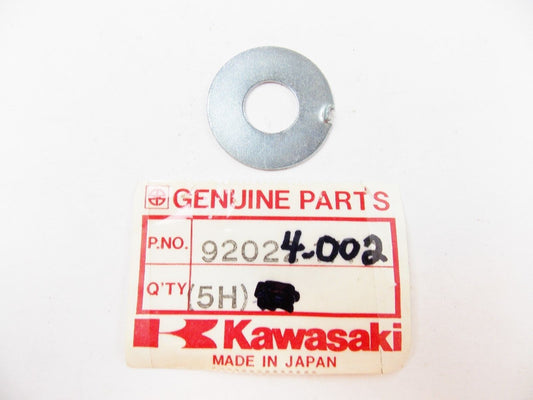 GENUINE PARTS
P.NO. 92024-002
Q'TY (5H)
Kawasaki
MADE IN JAPAN